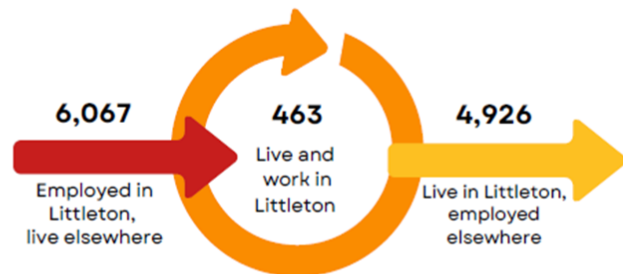 6,067
Employed in
Littleton,
live elsewhere
463
Live and
work in
Littleton
4,926
Live in Littleton,
employed
elsewhere